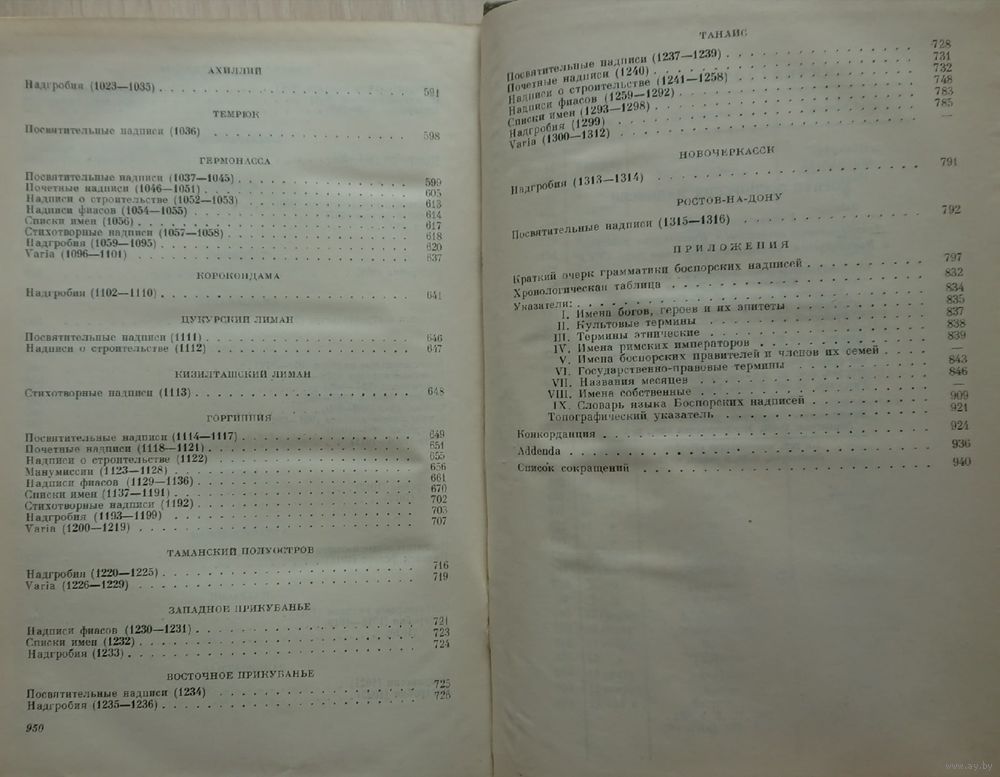 АХИЛЛИЙ
Надгробия (1023—1035) 591
ТЕМРЮК
Посвятительные надписи (1036) 598
ГЕРМОНАССА
Посвятительные надписи (1037—1045) 599
Почетные надписи (1046—1051) 605
Надписи о строительстве (1052—1053) 613
Надписи фиасов (1054—1055) 614
Списки имен (1056) 617
Стихотворные надписи (1057—1058) 618
Надгробия (1059—1095) 620
Varia (1096—1101) 637
КОРОКОНДАМА
Надгробия (1102—1110) 641
ЦУКУРСКИЙ ЛИМАН
Посвятительные надписи (1111) 646
Надписи о строительстве (1112) 647
КИЗИЛТАШСКИЙ ЛИМАН
Стихотворные надписи (1113) 648
ГОРГИППИЯ
Посвятительные надписи (1114—1117) 649
Почетные надписи (1118—1121) 651
Надписи о строительстве (1122) 655
Манумиссии (1123—1128) 656
Надписи фиасов (1129—1136) 661
Списки имен (1137—1191) 670
Стихотворные надписи (1192) 702
Надгробия (1193—1199) 703
Varia (1200—1219) 707
ТАМАНСКИЙ ПОЛУОСТРОВ
Надгробия (1220—1225) 716
Varia (1226—1229) 719
ЗАПАДНОЕ ПРИКУБАНЬЕ
Надписи фиасов (1230—1231) 721
Списки имен (1232) 723
Надгробия (1233) 724
ВОСТОЧНОЕ ПРИКУБАНЬЕ
Посвятительные надписи (1234) 725
Надгробия (1235—1236) 726
950
ТАНАИС
Посвятительные надписи (1237—1239) 728
Почетные надписи (1240) 731
Надписи о строительстве (1241—1258) 732
Надписи фиасов (1259—1292) 748
Списки имен (1293—1298) 783
Надгробия (1299) 785
Varia (1300—1312) —
НОВОЧЕРКАССК
Надгробия (1313—1314) 791
РОСТОВ-НА-ДОНУ
Посвятительные надписи (1315—1316) 792
ПРИЛОЖЕНИЯ
Краткий очерк грамматики боспорских надписей 797
Хронологическая таблица 832
Указатели: 834
I. Имена богов, героев и их эпитеты 835
II. Культовые термины 837
III. Термины этнические 838
IV. Имена римских императоров 839
V. Имена боспорских правителей и членов их семей —
VI. Государственно-правовые термины 843
VII. Названия месяцев 846
VIII. Имена собственные —
IX. Словарь языка Боспорских надписей 909
Топографический указатель 921
Конкорданция 924
Addenda 936
Список сокращений 940
www.ay.by